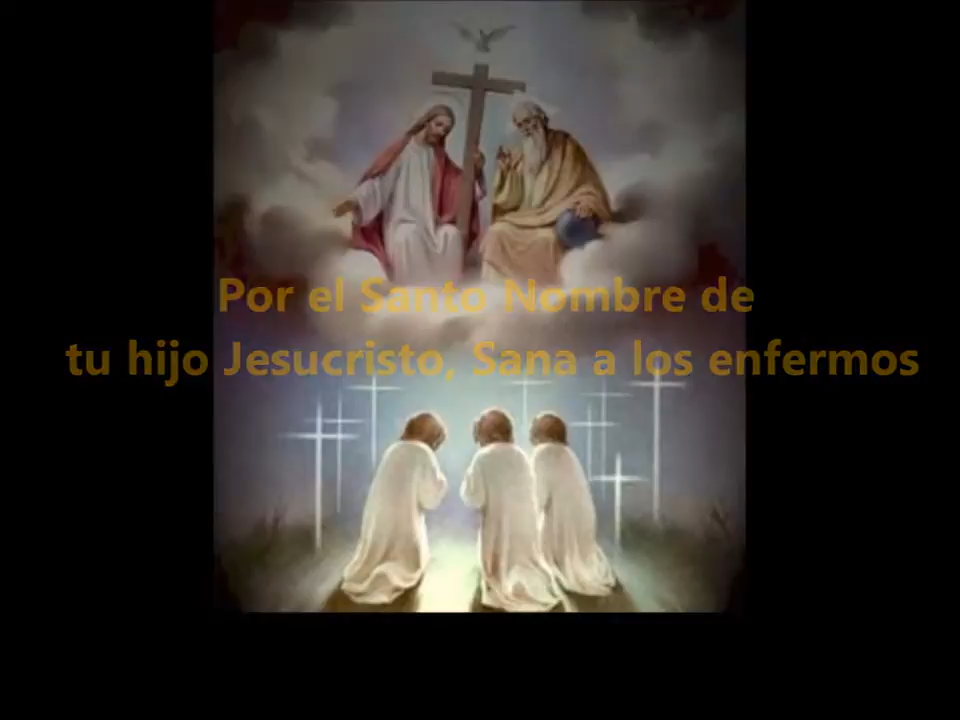 Por el Santo Nombre de
tu hijo Jesucristo, Sana a los enfermos